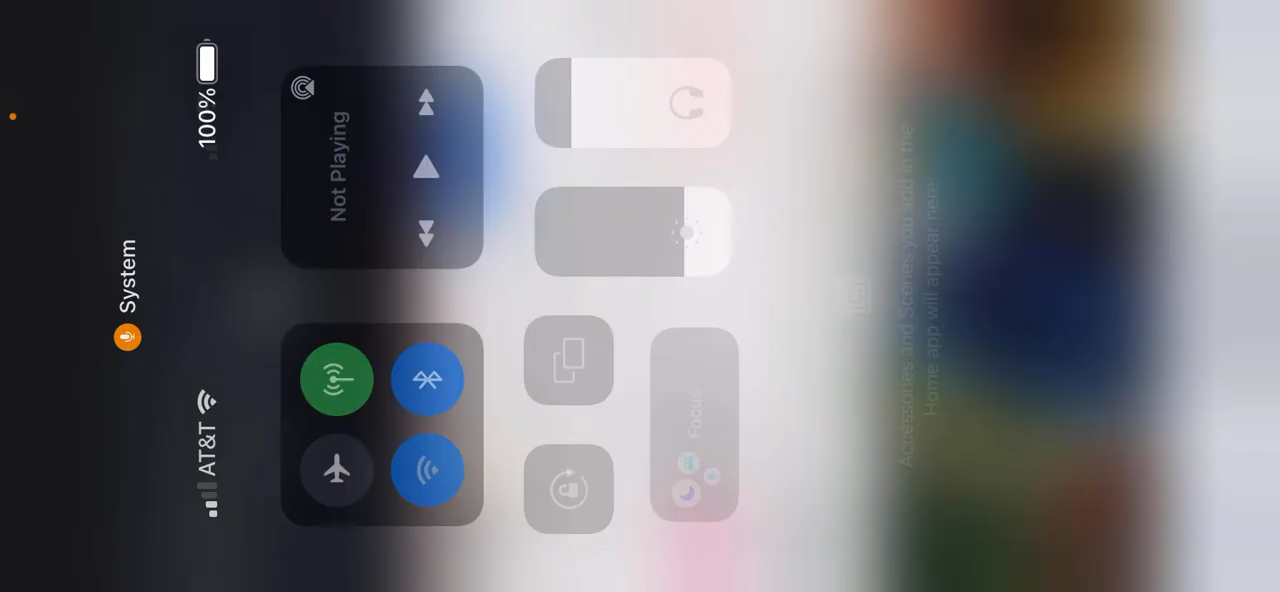 System
AT&T
100%
Not Playing
Focus
Accessories and Scenes you add in the
Home app will appear here